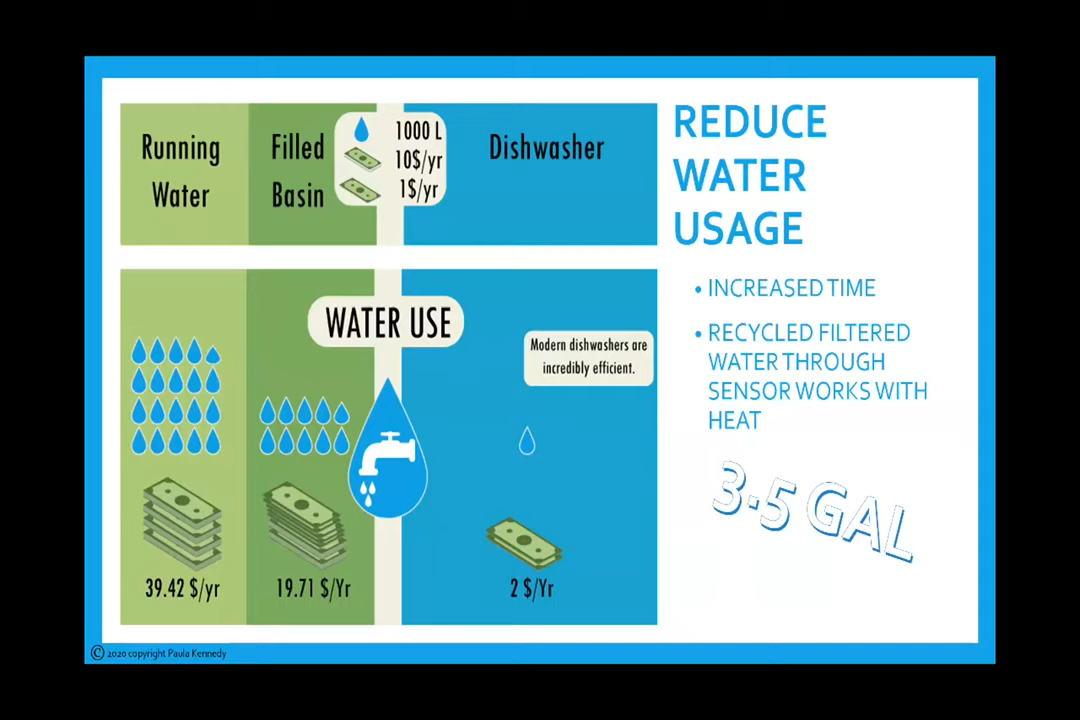 Running
Water
Filled
Basin
1000 L
10$/yr
1$/yr
Dishwasher
WATER USE
Modern dishwashers are
incredibly efficient.
39.42 $/yr
19.71 $/Yr
2 $/Yr
REDUCE
WATER
USAGE
• INCREASED TIME
• RECYCLED FILTERED
WATER THROUGH
SENSOR WORKS WITH
HEAT
3-5 GAL
© 2020 copyright Paula Kennedy